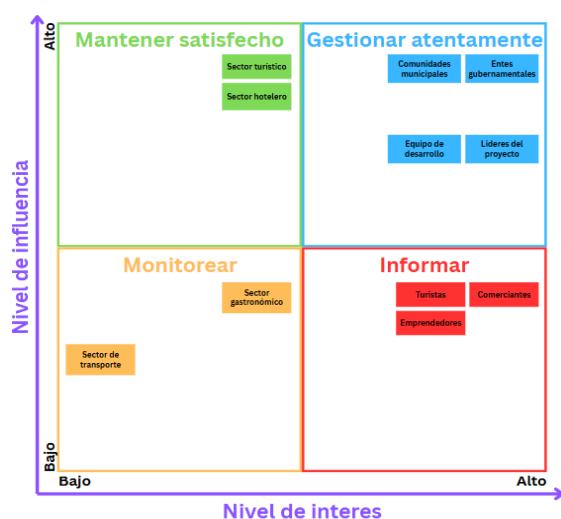 Alto
Mantener satisfecho
Gestionar atentamente
Sector turístico
Sector hotelero
Comunidades
municipales
Entes
gubernamentales
Equipo de
desarrollo
Lideres del
proyecto
Nivel de influencia
Monitorear
Informar
Sector
gastronómico
Sector de
transporte
Turistas
Comerciantes
Emprendedores
Bajo
Bajo
Alto
Nivel de interes